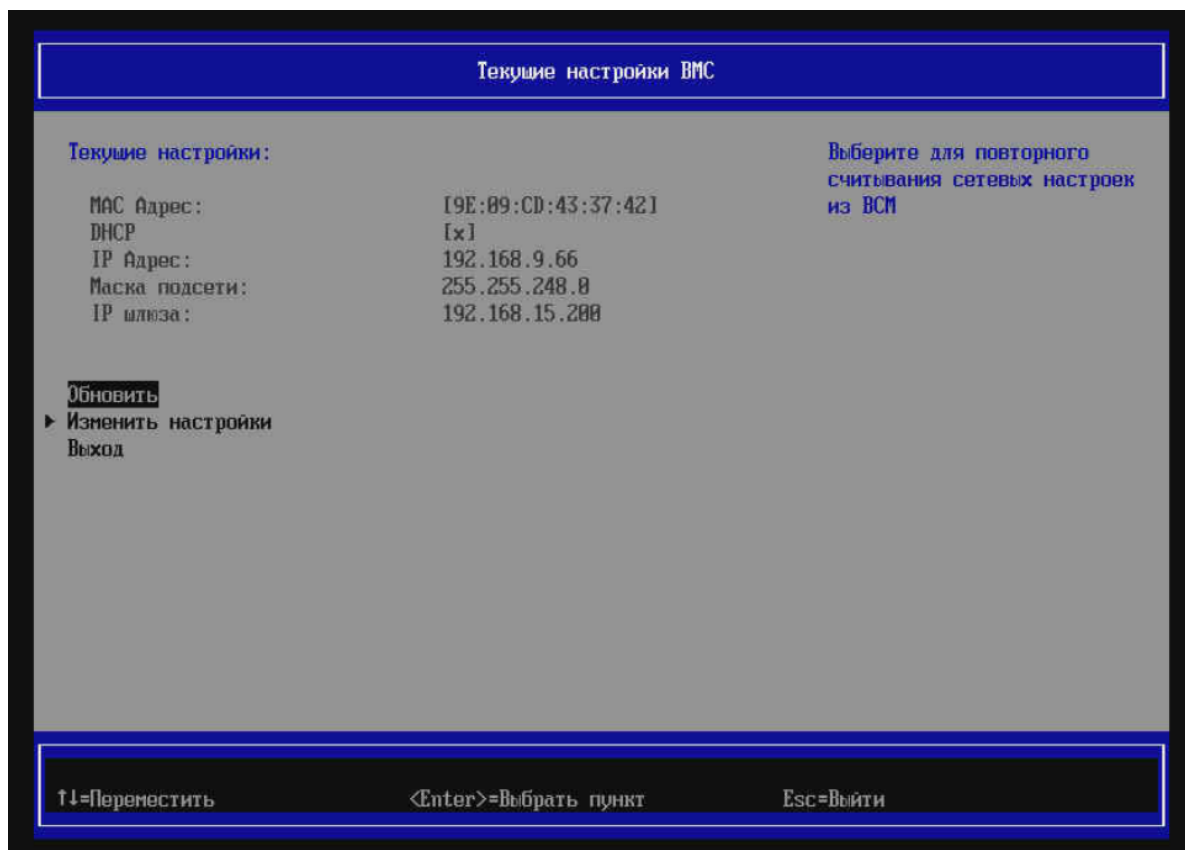 Текущие настройки BMC
Текущие настройки:
MAC Адрес: [9E:09:CD:43:37:42]
DHCP [x]
IP Адрес: 192.168.9.66
Маска подсети: 255.255.248.0
IP шлюза: 192.168.15.200
Обновить
Изменить настройки
Выход
Выберите для повторного
считывания сетевых настроек
из BCM
↑↓=Переместить <Enter>=Выбрать пункт Esc=Выйти